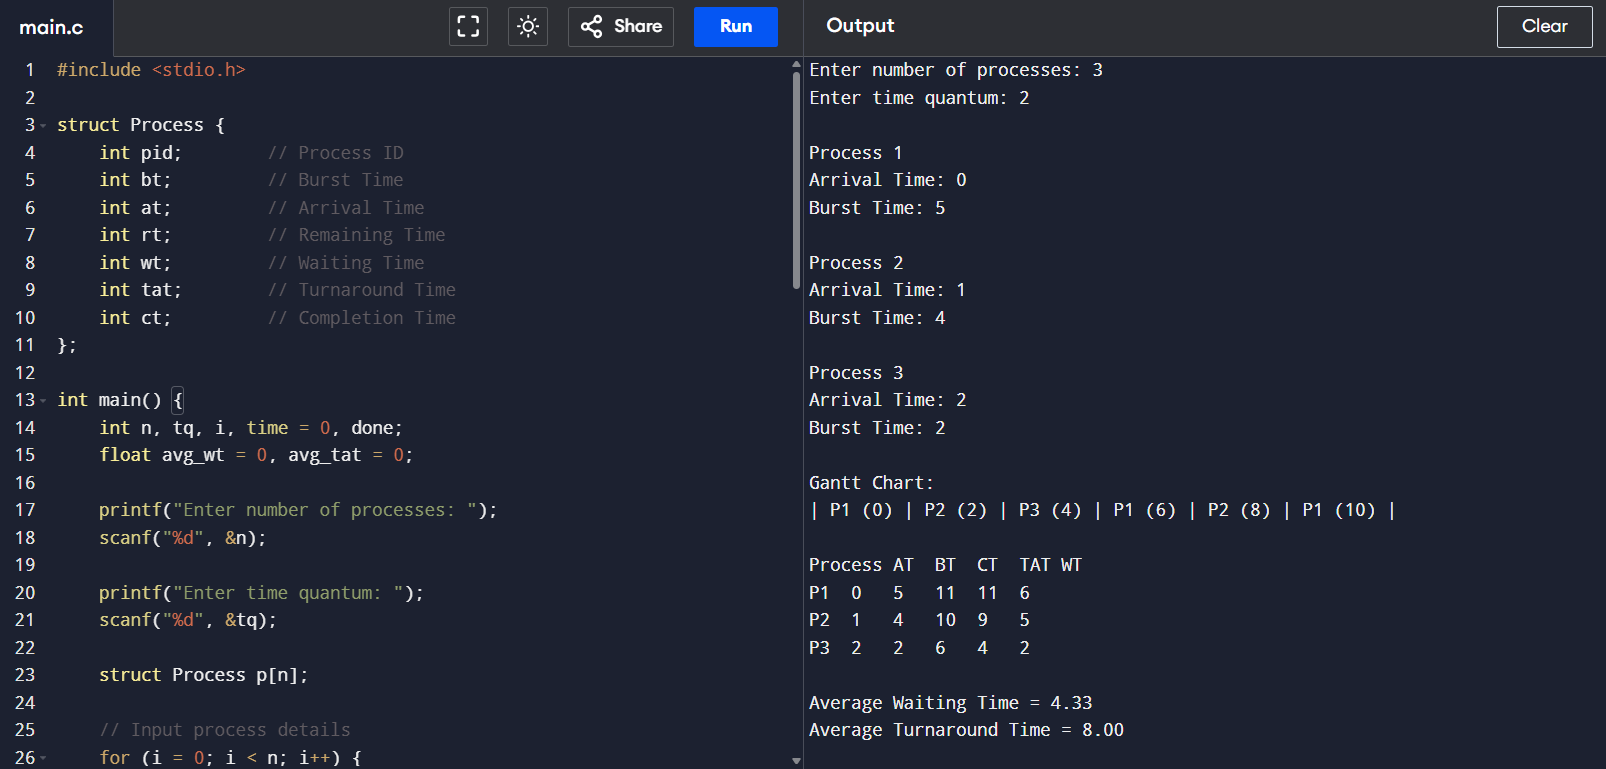 main.c
Share
Run
Output
Clear
1 #include <stdio.h>
2
3 struct Process {
4     int pid;        // Process ID
5     int bt;         // Burst Time
6     int at;         // Arrival Time
7     int rt;         // Remaining Time
8     int wt;         // Waiting Time
9     int tat;        // Turnaround Time
10     int ct;         // Completion Time
11 };
12
13 int main() {
14     int n, tq, i, time = 0, done;
15     float avg_wt = 0, avg_tat = 0;
16
17     printf("Enter number of processes: ");
18     scanf("%d", &n);
19
20     printf("Enter time quantum: ");
21     scanf("%d", &tq);
22
23     struct Process p[n];
24
25     // Input process details
26     for (i = 0; i < n; i++) {
Enter number of processes: 3
Enter time quantum: 2

Process 1
Arrival Time: 0
Burst Time: 5

Process 2
Arrival Time: 1
Burst Time: 4

Process 3
Arrival Time: 2
Burst Time: 2

Gantt Chart:
| P1 (0) | P2 (2) | P3 (4) | P1 (6) | P2 (8) | P1 (10) |

Process AT  BT  CT  TAT WT
P1  0   5   11  11  6
P2  1   4   10  9   5
P3  2   2   6   4   2

Average Waiting Time = 4.33
Average Turnaround Time = 8.00